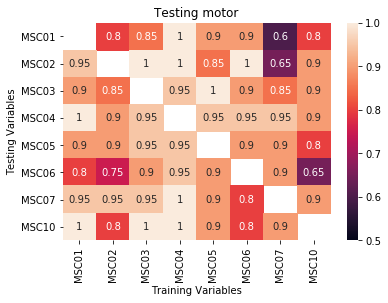 Testing motor
MSC01 0.8 0.85 1 0.9 0.9 0.6 0.8
MSC02 0.95 1 1 0.85 1 0.65 0.9
MSC03 0.9 0.85 0.95 1 0.9 0.85 0.9
MSC04 1 0.9 0.95 0.95 0.95 0.95 0.9
MSC05 0.9 0.9 0.95 0.95 0.9 0.9 0.8
MSC06 0.8 0.75 0.9 0.95 0.9 0.9 0.65
MSC07 0.95 0.95 0.95 1 0.9 0.8 0.9
MSC10 1 0.8 1 1 0.9 0.8 0.9
Testing Variables
MSC01 MSC02 MSC03 MSC04 MSC05 MSC06 MSC07 MSC10
Training Variables
1.0
0.9
0.8
0.7
0.6
0.5